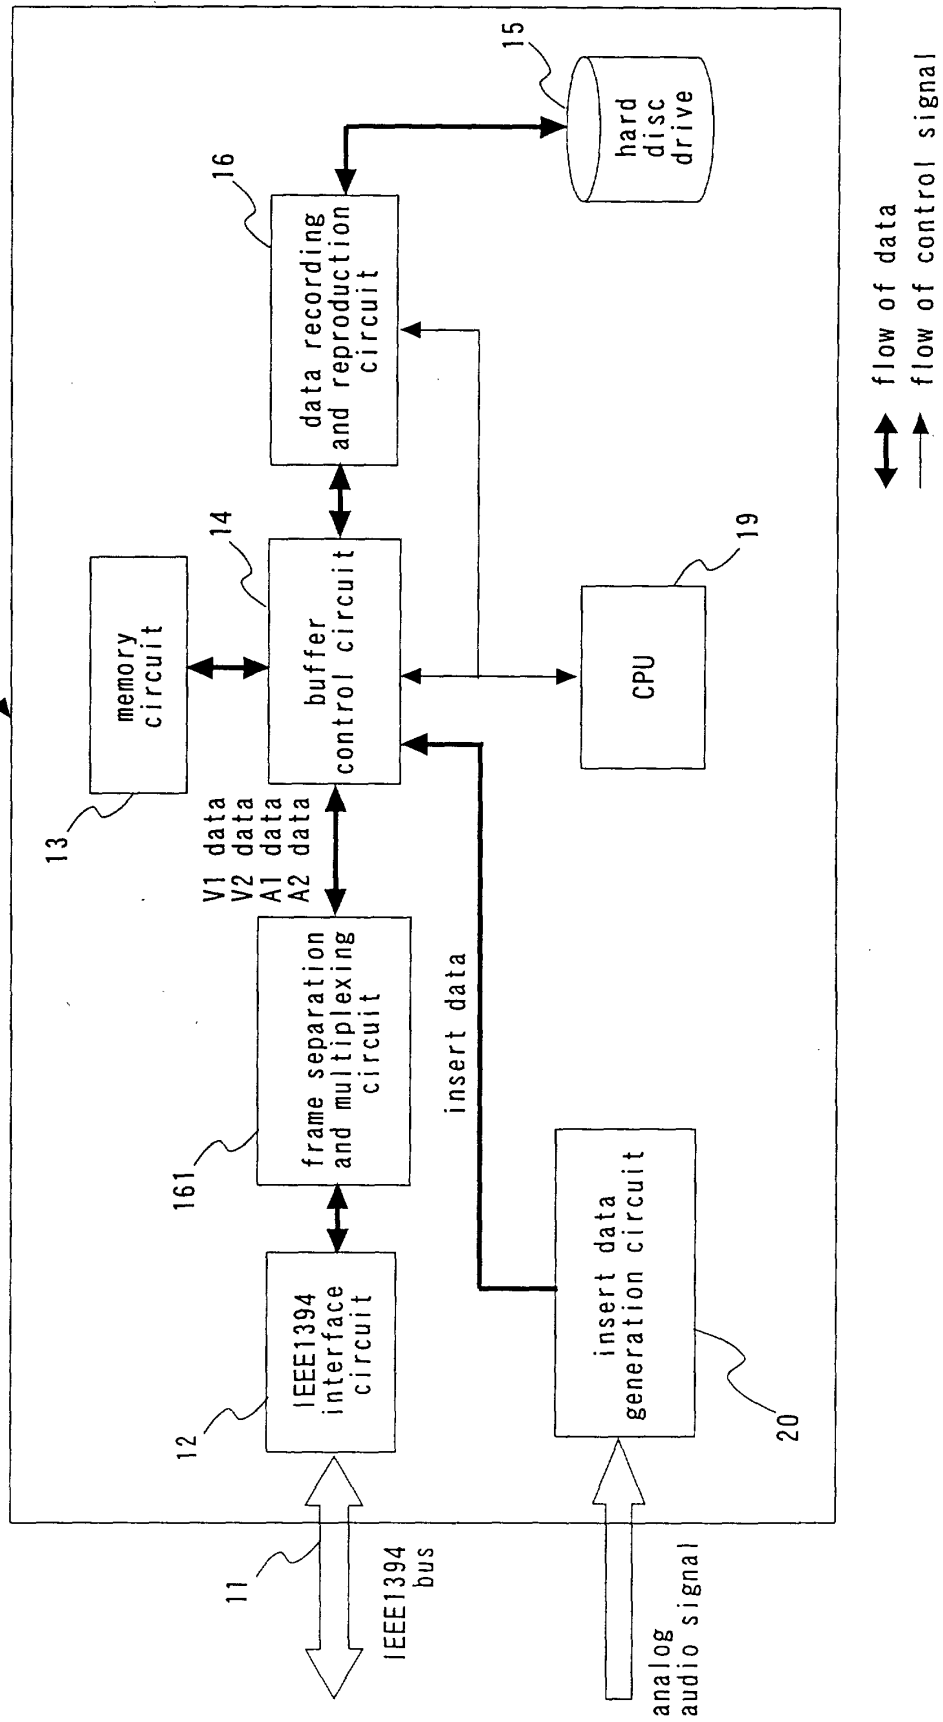 11
IEEE1394
bus
12
IEEE1394
interface
circuit
161
frame separation
and multiplexing
circuit
V1 data
V2 data
A1 data
A2 data
13
memory
circuit
14
buffer
control circuit
16
data recording
and reproduction
circuit
15
hard
disc
drive
analog
audio signal
insert data
generation circuit
20
insert data
CPU
19
flow of data
flow of control signal